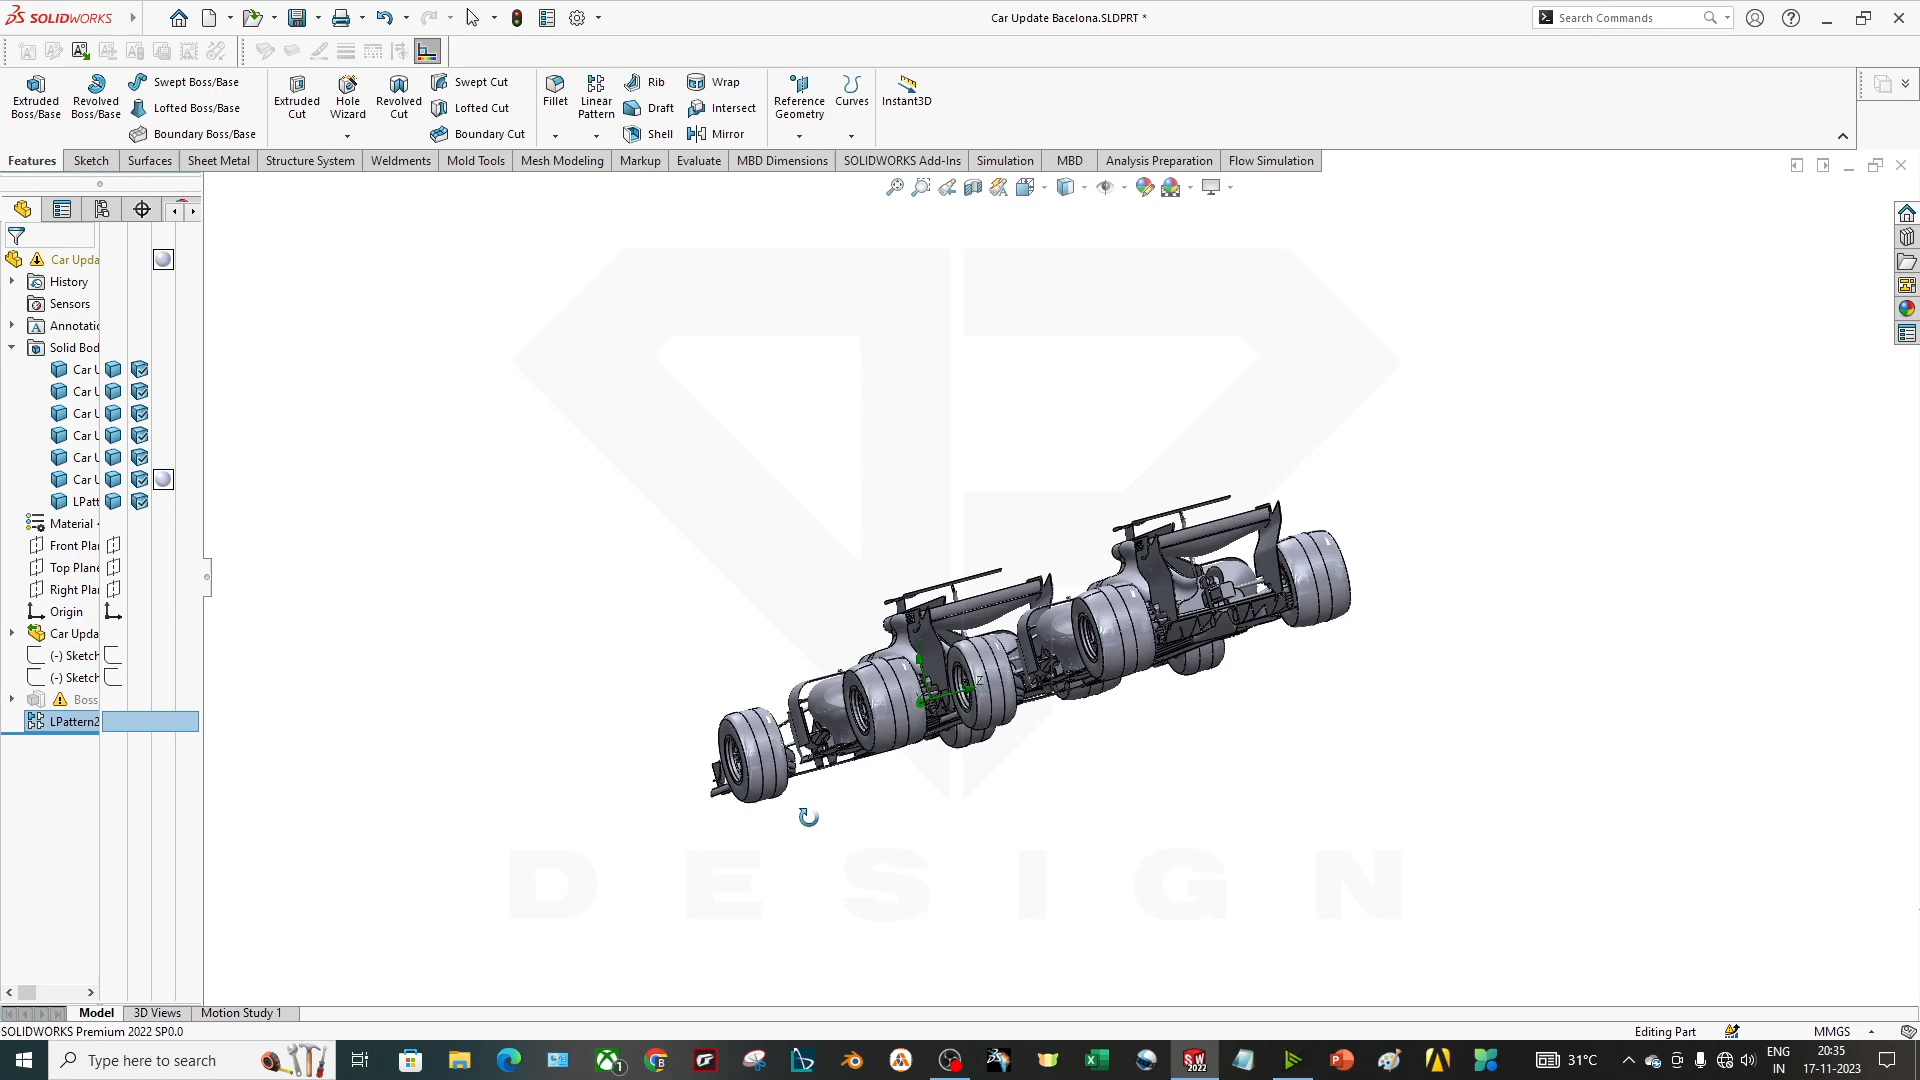 SOLIDWORKS
Car Update Bacelona.SLDPRT *
Search Commands
Extruded Boss/Base
Revolved Boss/Base
Swept Boss/Base
Lofted Boss/Base
Boundary Boss/Base
Extruded Cut
Hole Wizard
Revolved Cut
Swept Cut
Lofted Cut
Boundary Cut
Fillet
Linear Pattern
Rib
Draft
Shell
Wrap
Intersect
Mirror
Reference Geometry
Curves
Instant3D
Features Sketch Surfaces Sheet Metal Structure System Weldments Mold Tools Mesh Modeling Markup Evaluate MBD Dimensions SOLIDWORKS Add-Ins Simulation MBD Analysis Preparation Flow Simulation
Car Upda
History
Sensors
Annotatic
Solid Bod
Car U
Car U
Car U
Car U
Car U
Car U
LPatt
Material
Front Plar
Top Plane
Right Plar
Origin
Car Upda
(-) Sketch
(-) Sketch
Boss
LPattern2
Z
DESIGN
Model 3D Views Motion Study 1
SOLIDWORKS Premium 2022 SP0.0
Editing Part
MMGS
Type here to search
1
SW 2022
31°C
ENG
IN
20:35
17-11-2023